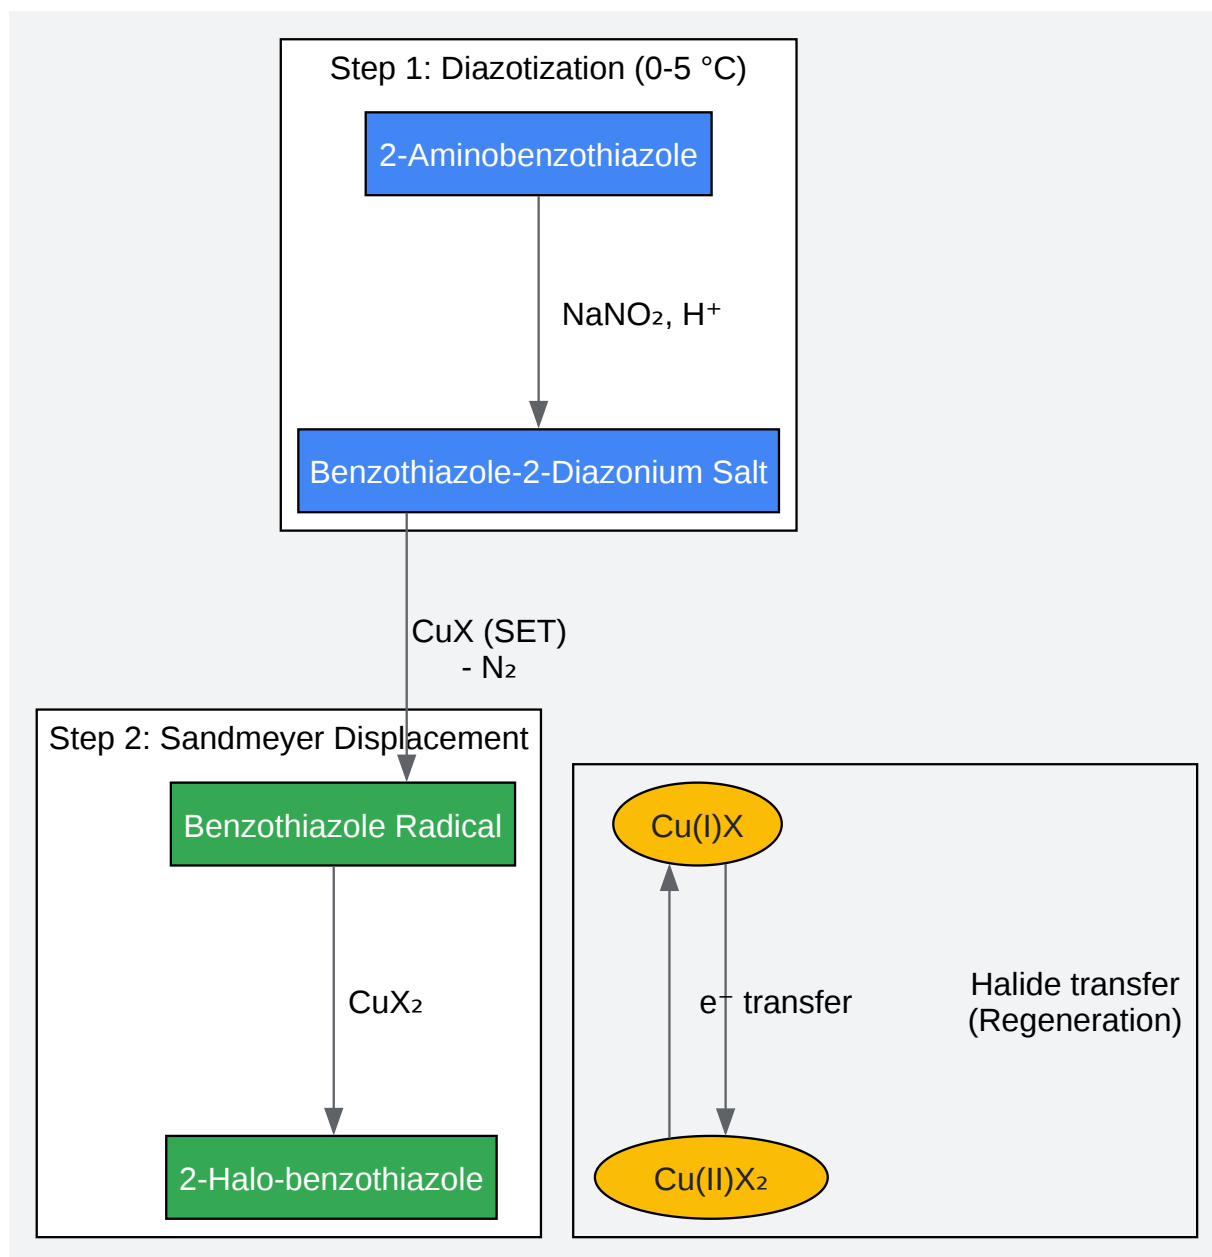 Step 1: Diazotization (0-5 °C)
2-Aminobenzothiazole
NaNO₂, H⁺
Benzothiazole-2-Diazonium Salt
CuX (SET)
- N₂
Step 2: Sandmeyer Displacement
Benzothiazole Radical
CuX₂
2-Halo-benzothiazole
Cu(I)X
e⁻ transfer
Halide transfer
(Regeneration)
Cu(II)X₂